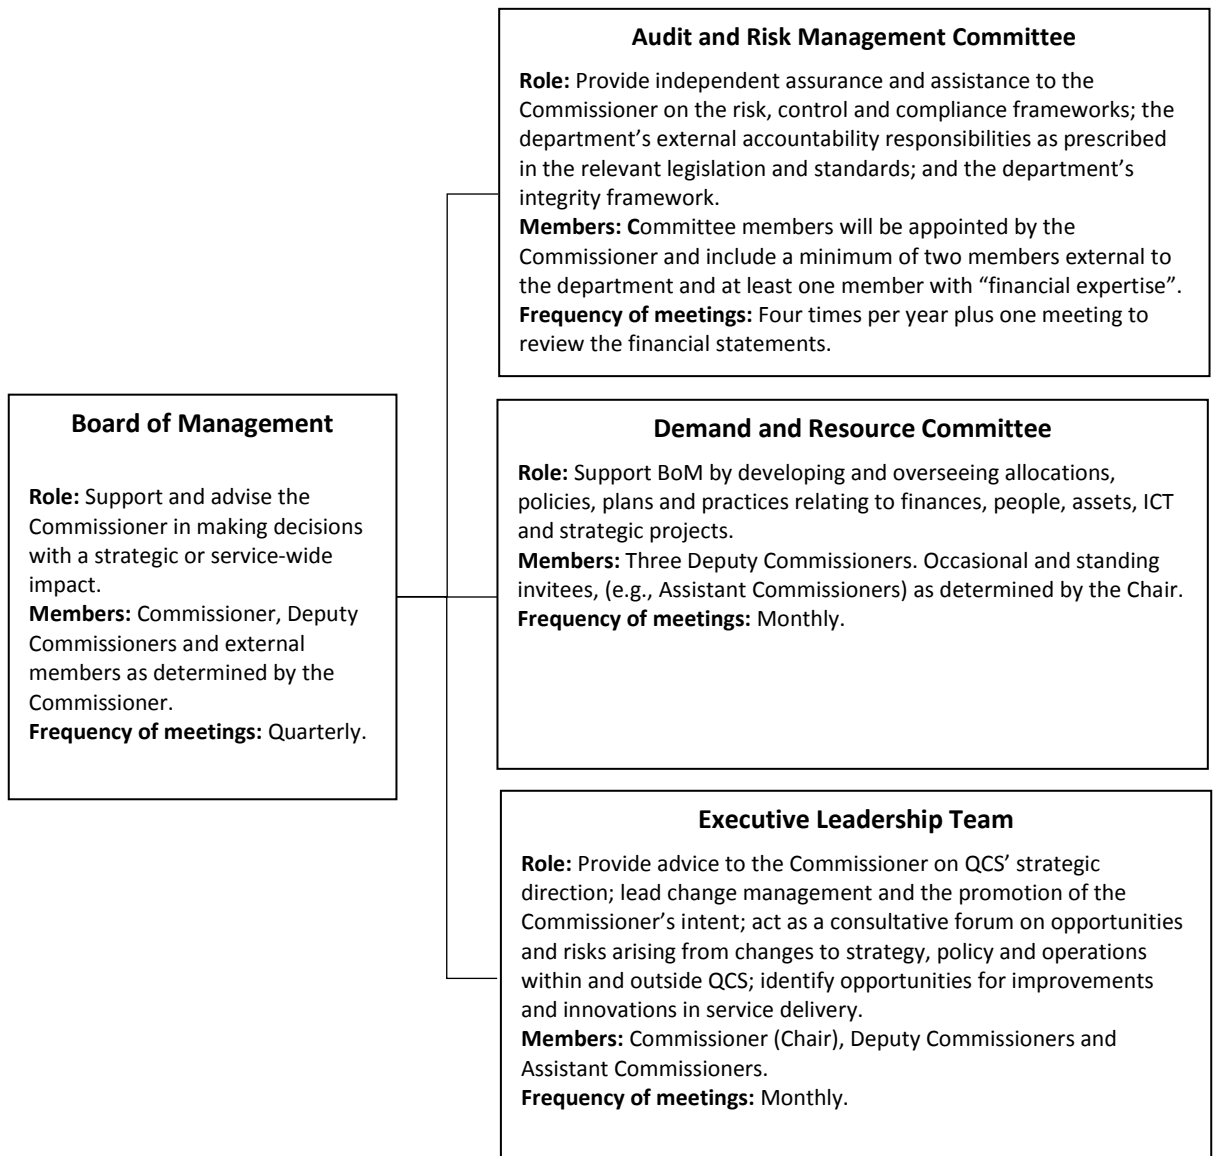 Audit and Risk Management Committee
Role: Provide independent assurance and assistance to the
Commissioner on the risk, control and compliance frameworks; the
department’s external accountability responsibilities as prescribed
in the relevant legislation and standards; and the department’s
integrity framework.
Members: Committee members will be appointed by the
Commissioner and include a minimum of two members external to
the department and at least one member with “financial expertise”.
Frequency of meetings: Four times per year plus one meeting to
review the financial statements.
Board of Management
Role: Support and advise the
Commissioner in making decisions
with a strategic or service-wide
impact.
Members: Commissioner, Deputy
Commissioners and external
members as determined by the
Commissioner.
Frequency of meetings: Quarterly.
Demand and Resource Committee
Role: Support BoM by developing and overseeing allocations,
policies, plans and practices relating to finances, people, assets, ICT
and strategic projects.
Members: Three Deputy Commissioners. Occasional and standing
invitees, (e.g., Assistant Commissioners) as determined by the Chair.
Frequency of meetings: Monthly.
Executive Leadership Team
Role: Provide advice to the Commissioner on QCS’ strategic
direction; lead change management and the promotion of the
Commissioner’s intent; act as a consultative forum on opportunities
and risks arising from changes to strategy, policy and operations
within and outside QCS; identify opportunities for improvements
and innovations in service delivery.
Members: Commissioner (Chair), Deputy Commissioners and
Assistant Commissioners.
Frequency of meetings: Monthly.